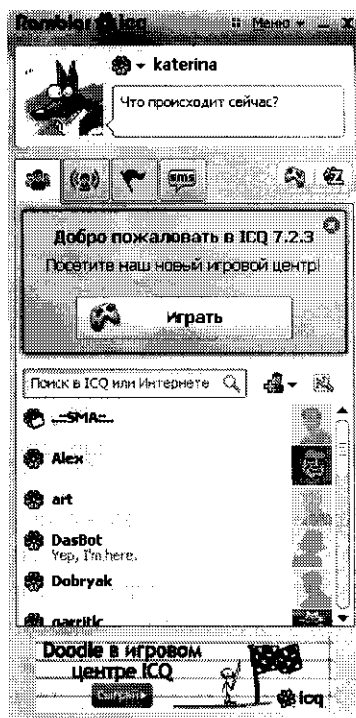 Rambler icq
Меню
katerina
Что происходит сейчас?
sms
Добро пожаловать в ICQ 7.2.3
Посетите наш новый игровой центр!
Играть
Поиск в ICQ или Интернете
..::SMA::..
Alex
art
DasBot
Yep, I'm here.
Dobryak
garritic
Doodle в игровом
центре ICQ
icq